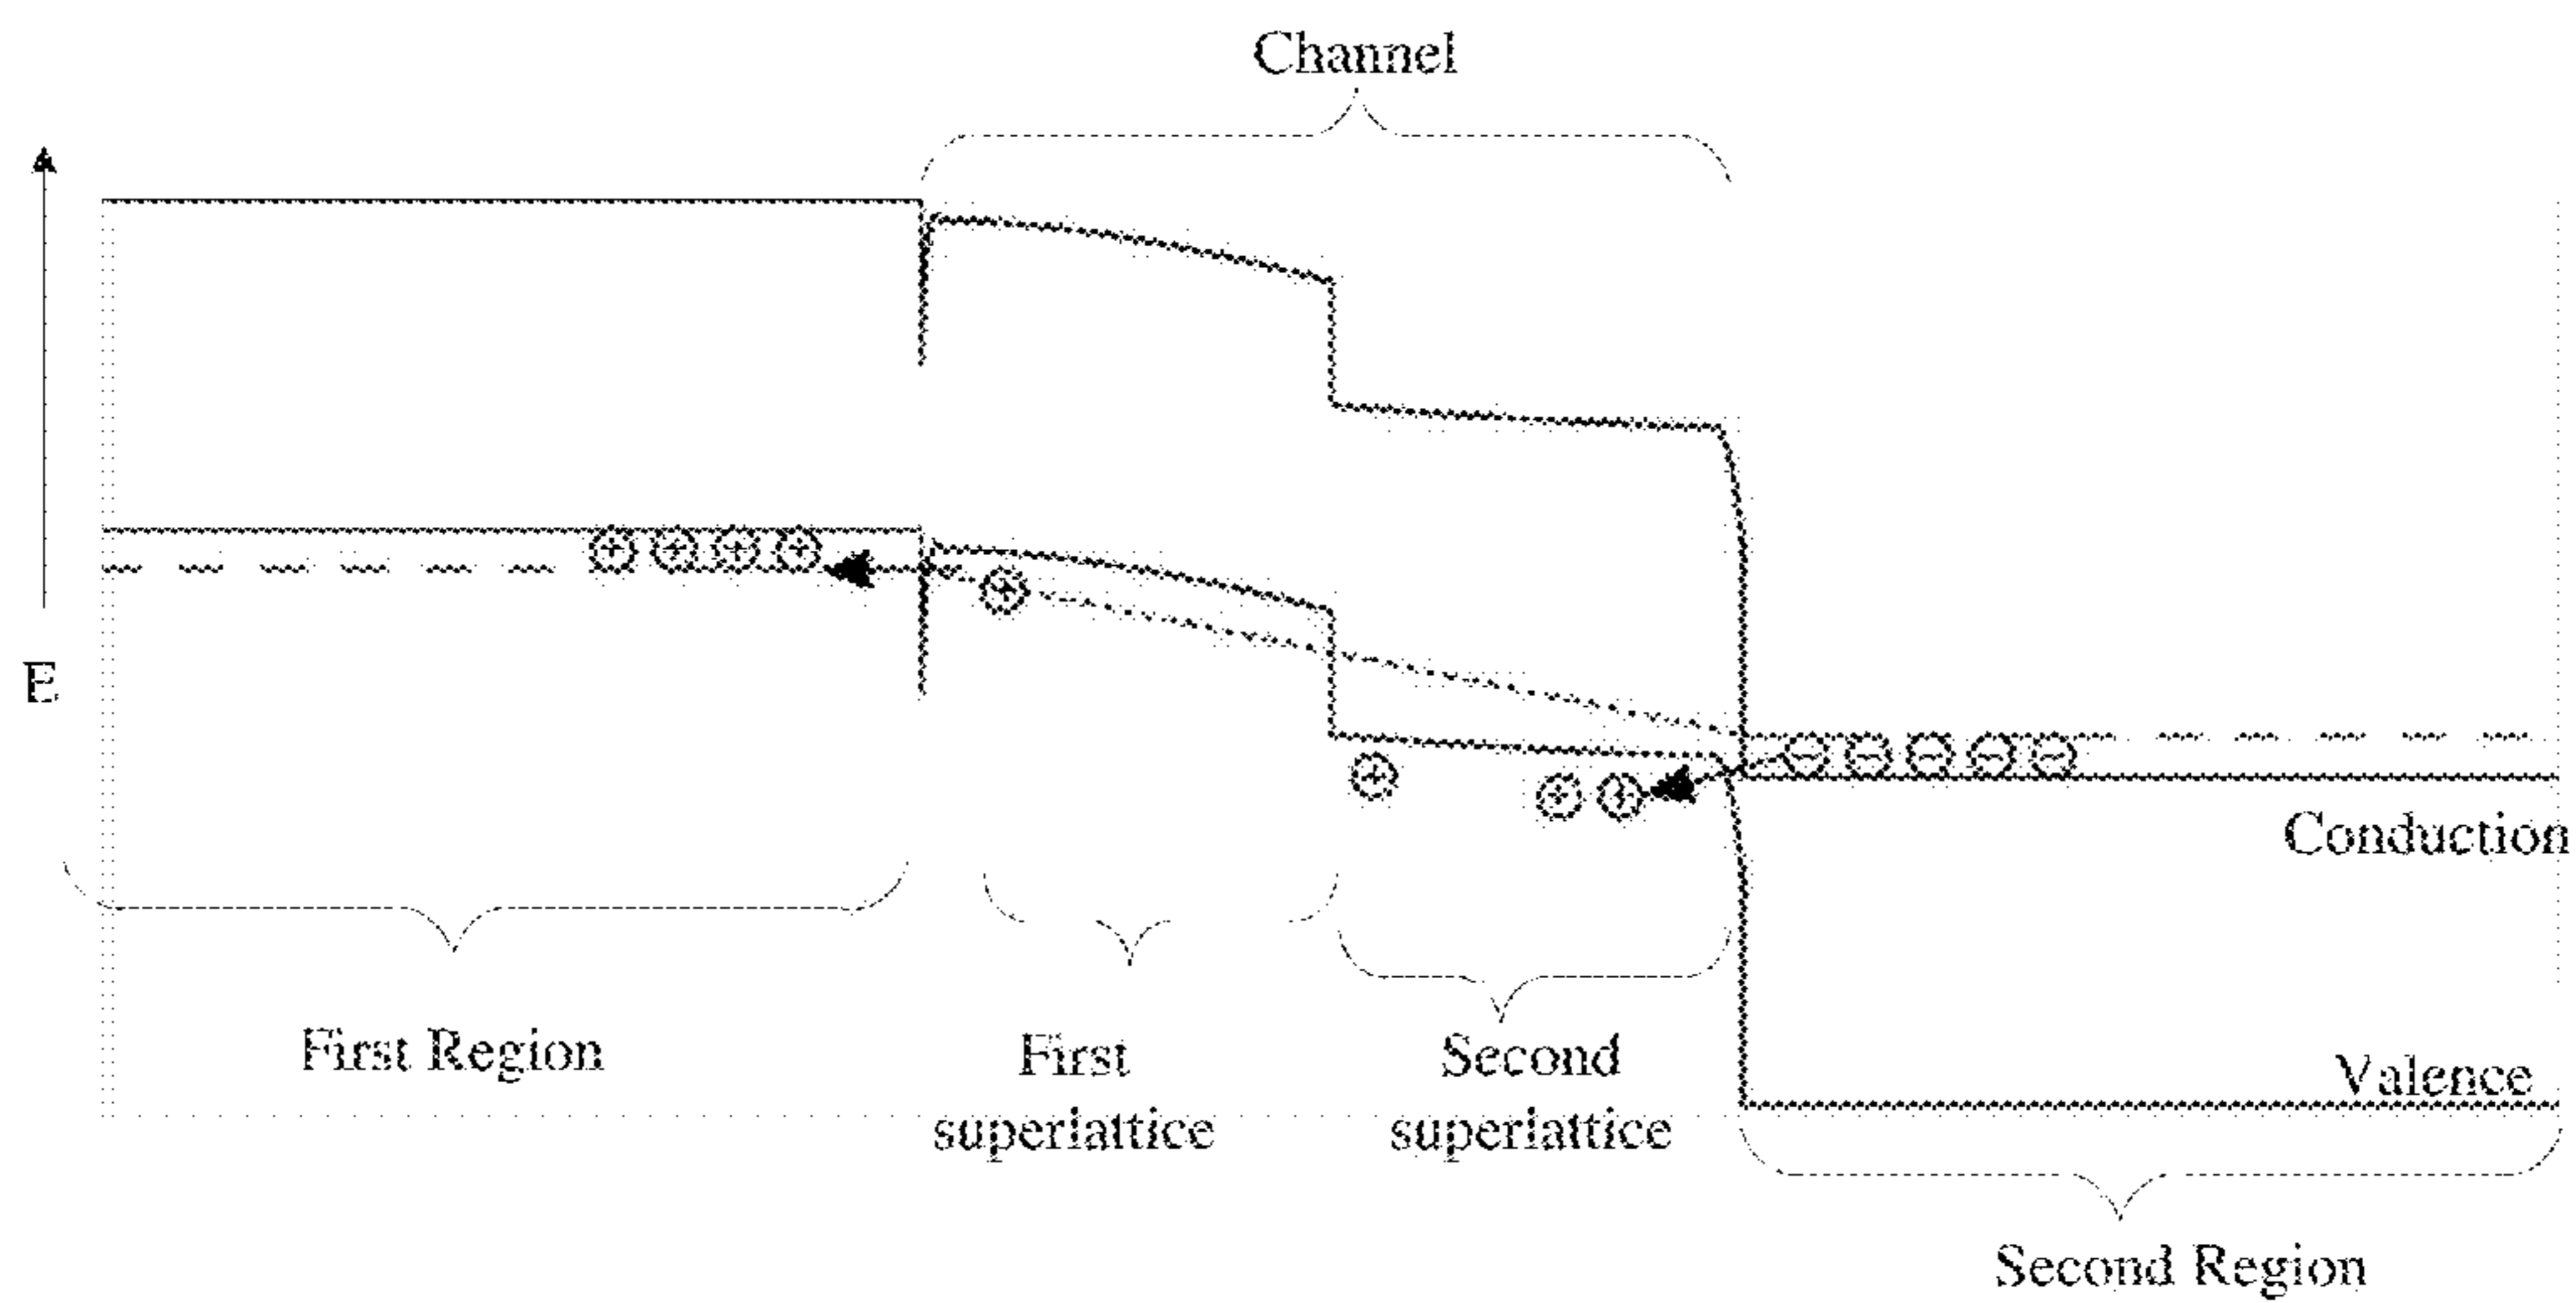 Channel
E
Conduction
Valence
First Region
First
superlattice
Second
superlattice
Second Region